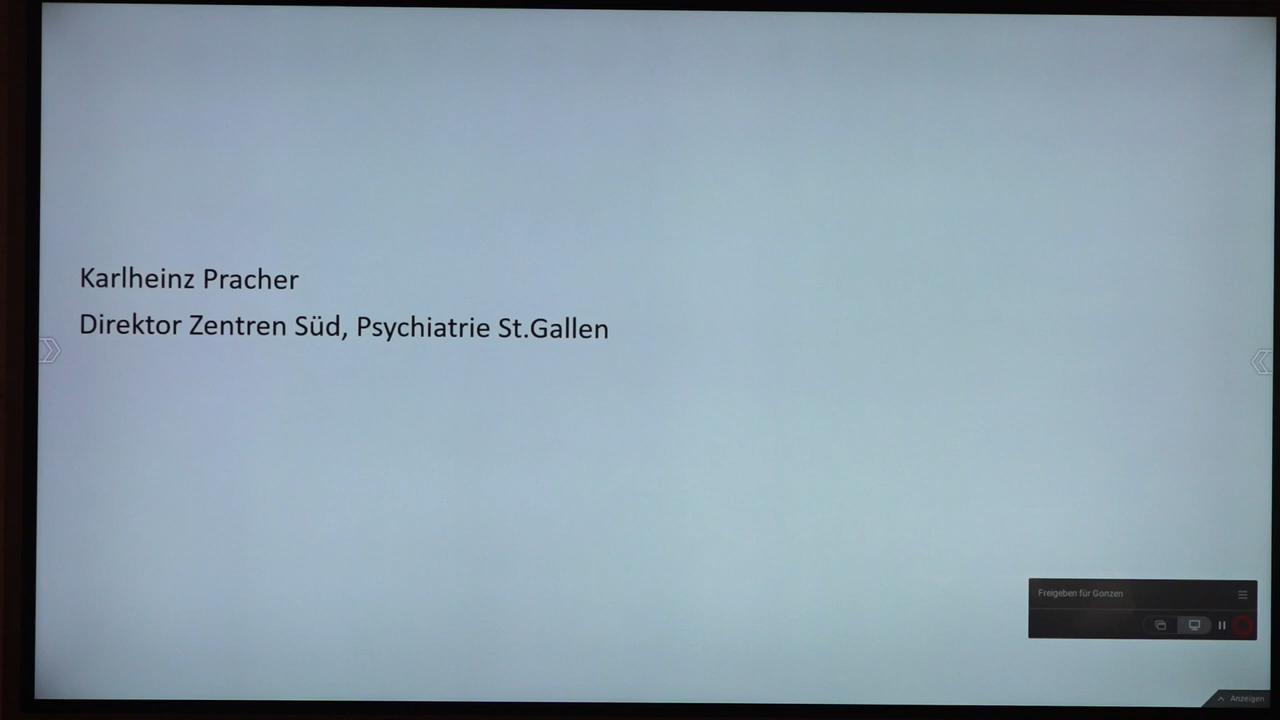 Karlheinz Pracher
Direktor Zentren Süd, Psychiatrie St.Gallen
Freigeben für Gonzen
Anzeigen